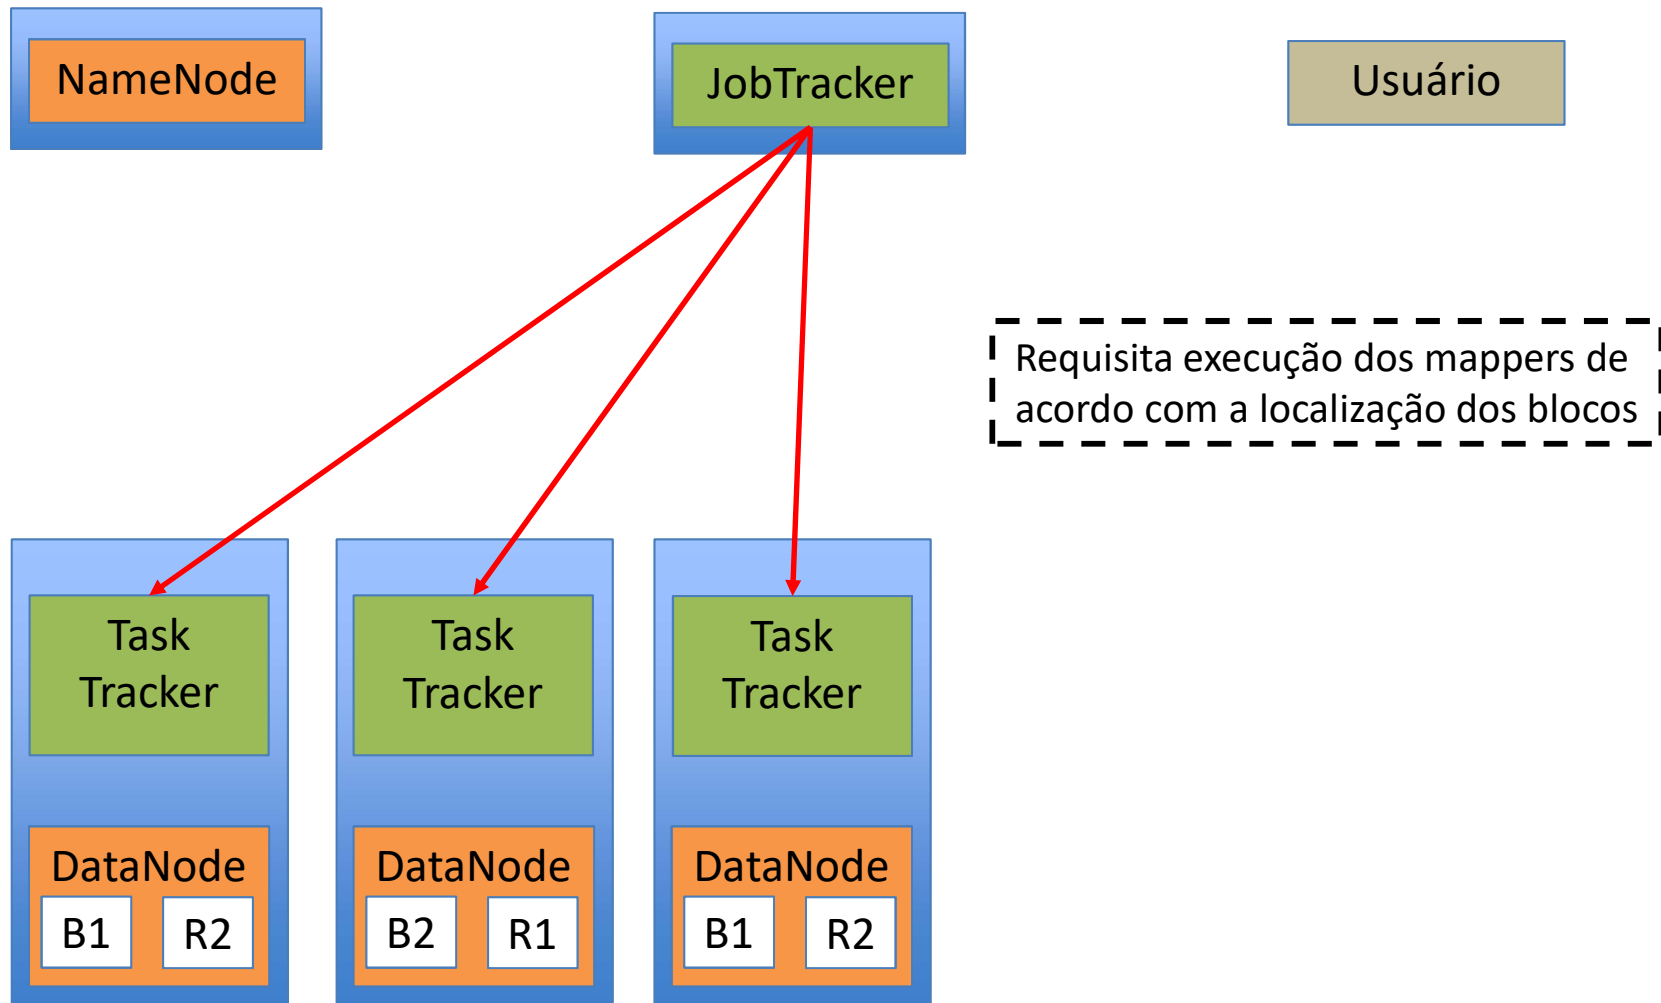 NameNode
JobTracker
Usuário
Requisita execução dos mappers de
acordo com a localização dos blocos
Task
Tracker
Task
Tracker
Task
Tracker
DataNode
B1 R2
DataNode
B2 R1
DataNode
B1 R2